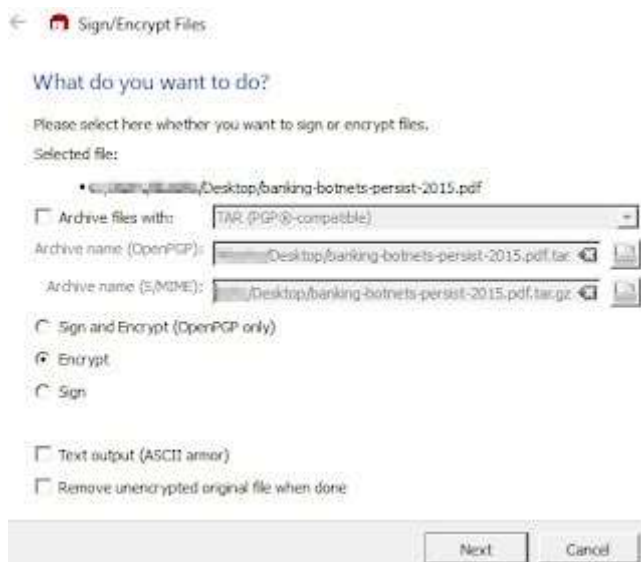 Sign/Encrypt Files
What do you want to do?
Please select here whether you want to sign or encrypt files.
Selected file:
/Desktop/banking-botnets-persist-2015.pdf
Archive files with: TAR (PGP®-compatible)
Archive name (OpenPGP): /Desktop/banking-botnets-persist-2015.pdf.tar
Archive name (S/MIME): /Desktop/banking-botnets-persist-2015.pdf.tar.gz
Sign and Encrypt (OpenPGP only)
Encrypt
Sign
Text output (ASCII armor)
Remove unencrypted original file when done
Next Cancel